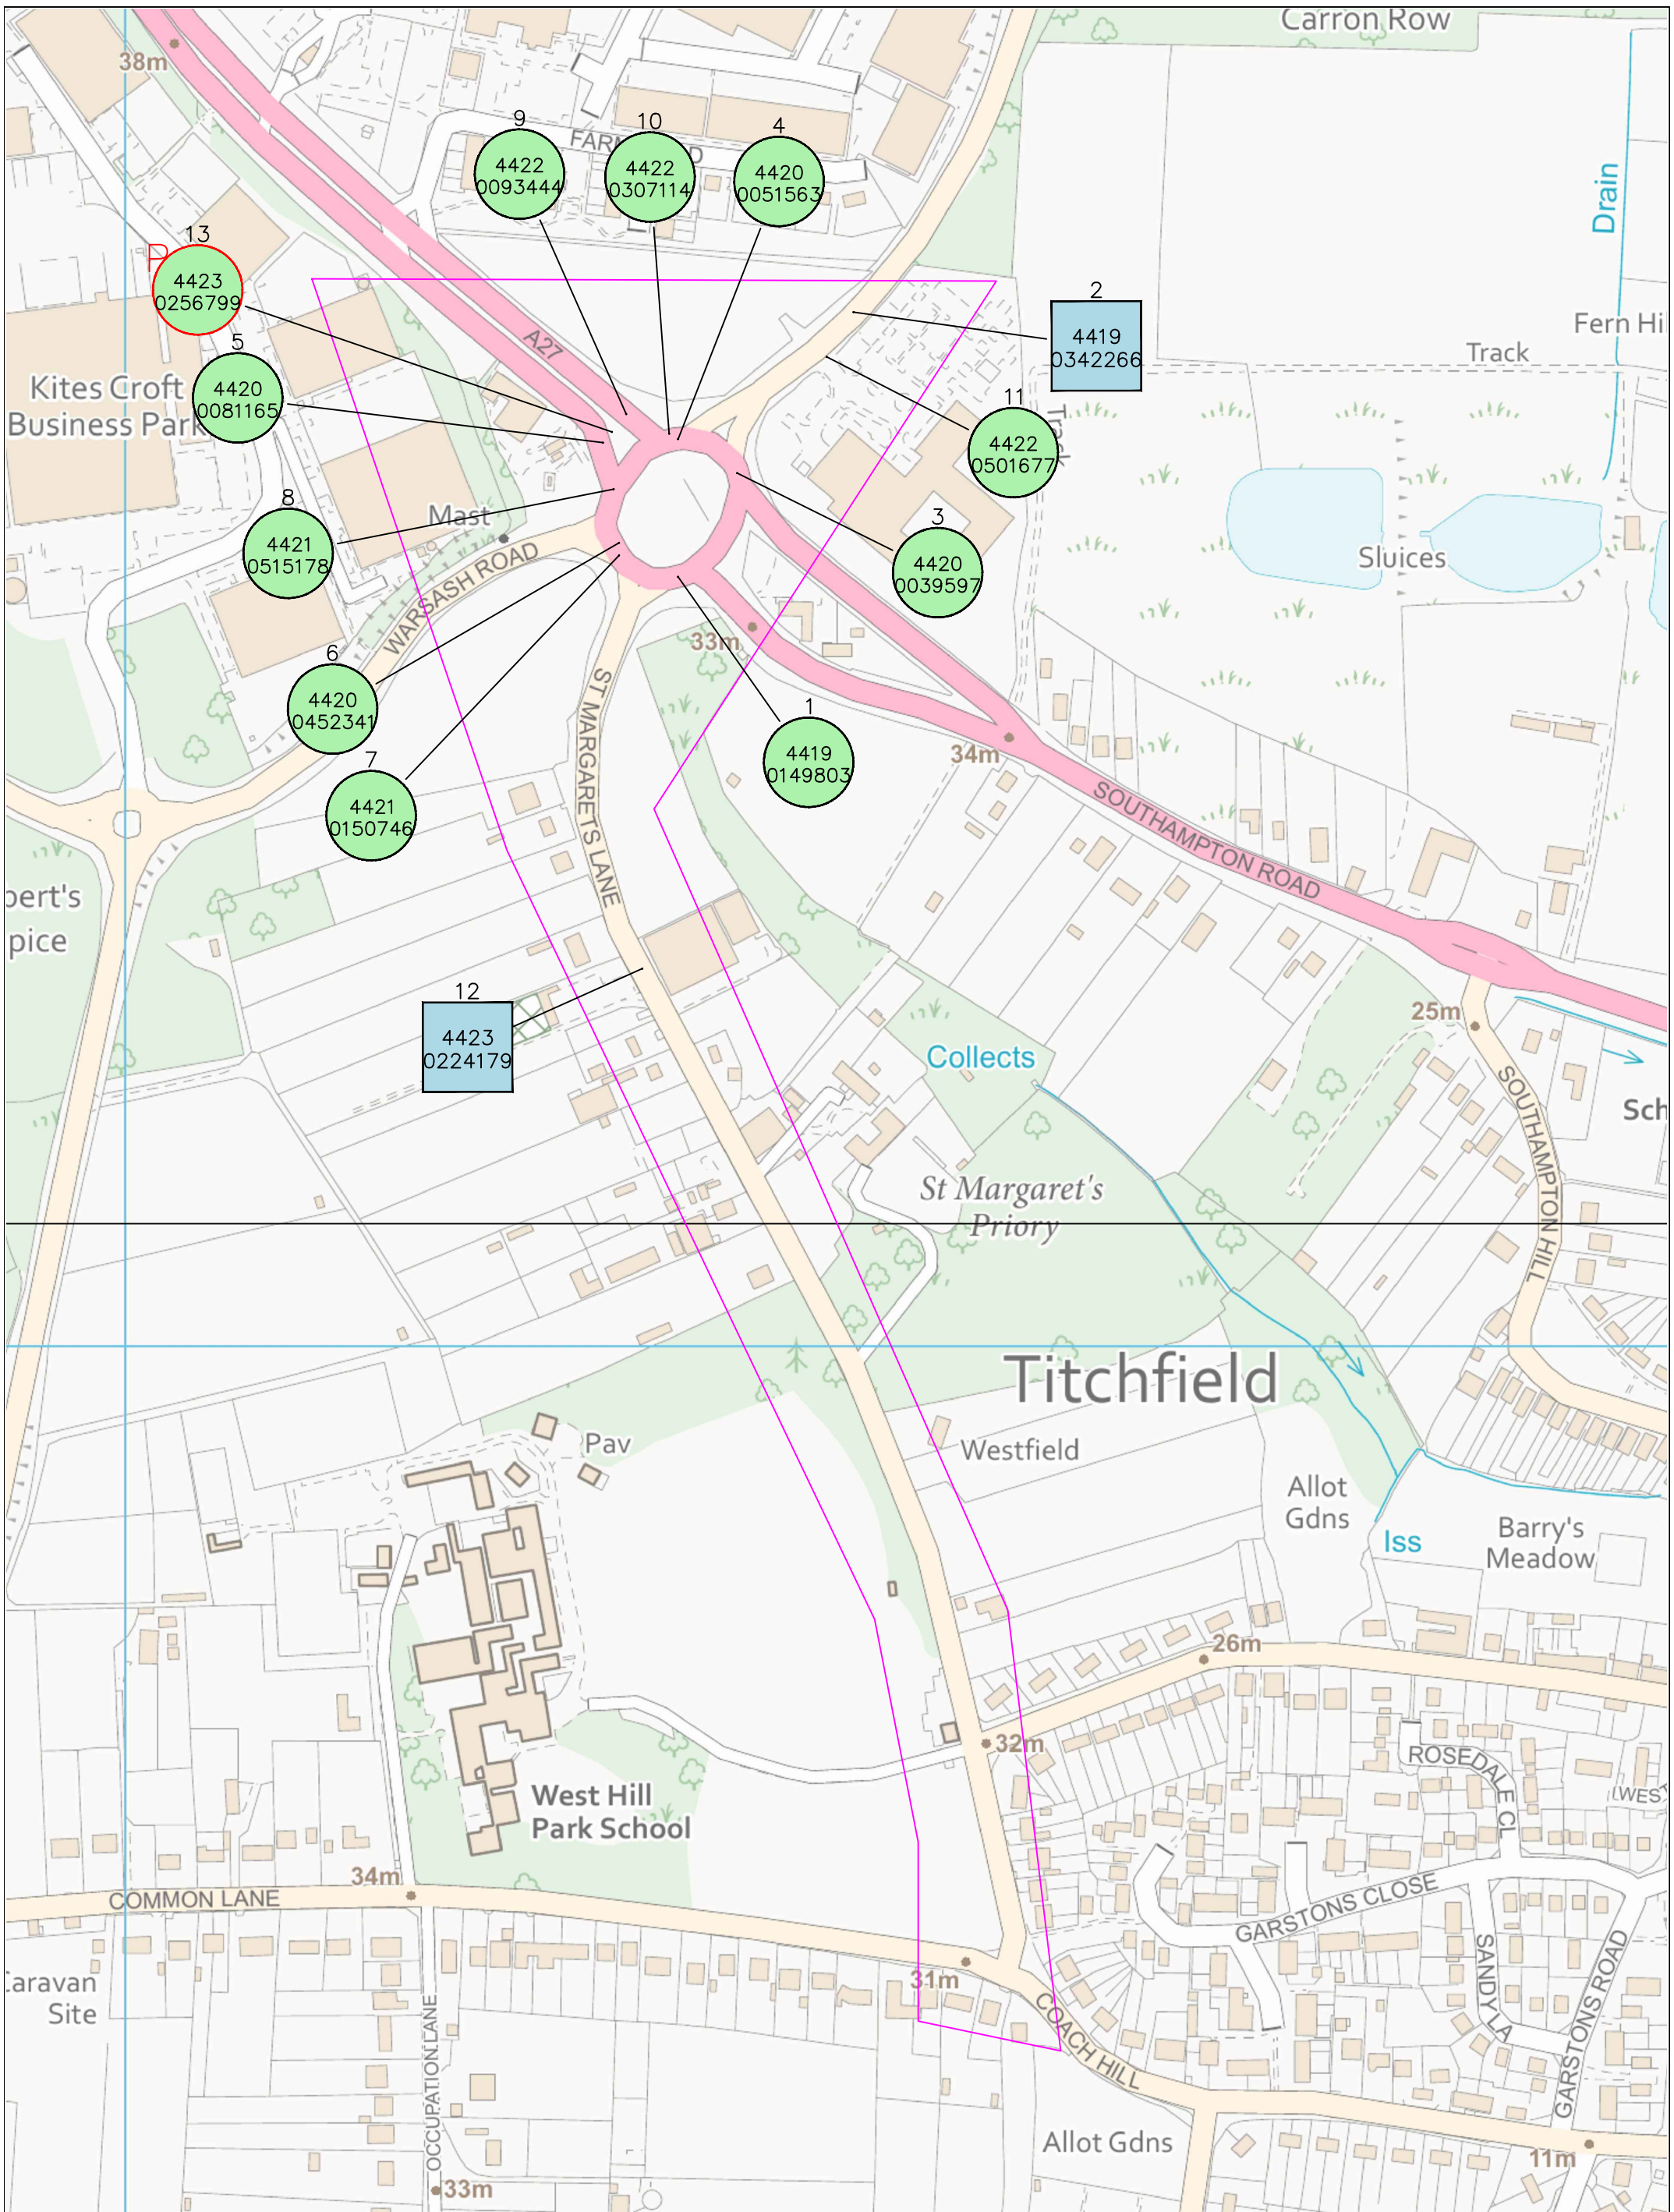 Carron Row
38m
9
10
4
4422
0093444
FARM
D
4422
0307114
4420
0051563
Drain
13
P
4423
0256799
2
4419
0342266
A27
Fern Hi
Track
5
4420
0081165
Kites Croft
Business Park
11
4422
0501677
Track
8
4421
0515178
Mast
3
4420
0039597
Sluices
WARSASH ROAD
33m
6
4420
0452341
ST MARGARETS LANE
1
4419
0149803
34m
7
4421
0150746
SOUTHAMPTON ROAD
bert's
pice
12
4423
0224179
25m
Collects
SOUTHAMPTON HILL
Sch
St Margaret's
Priory
Titchfield
Pav
Westfield
Allot
Gdns
Iss
Barry's
Meadow
26m
32m
ROSEDALE CL
WEST
West Hill
Park School
34m
COMMON LANE
GARSTONS CLOSE
SANDY LA
GARSTONS ROAD
31m
Caravan
Site
OCCUPATION LANE
COACH HILL
Allot Gdns
11m
33m